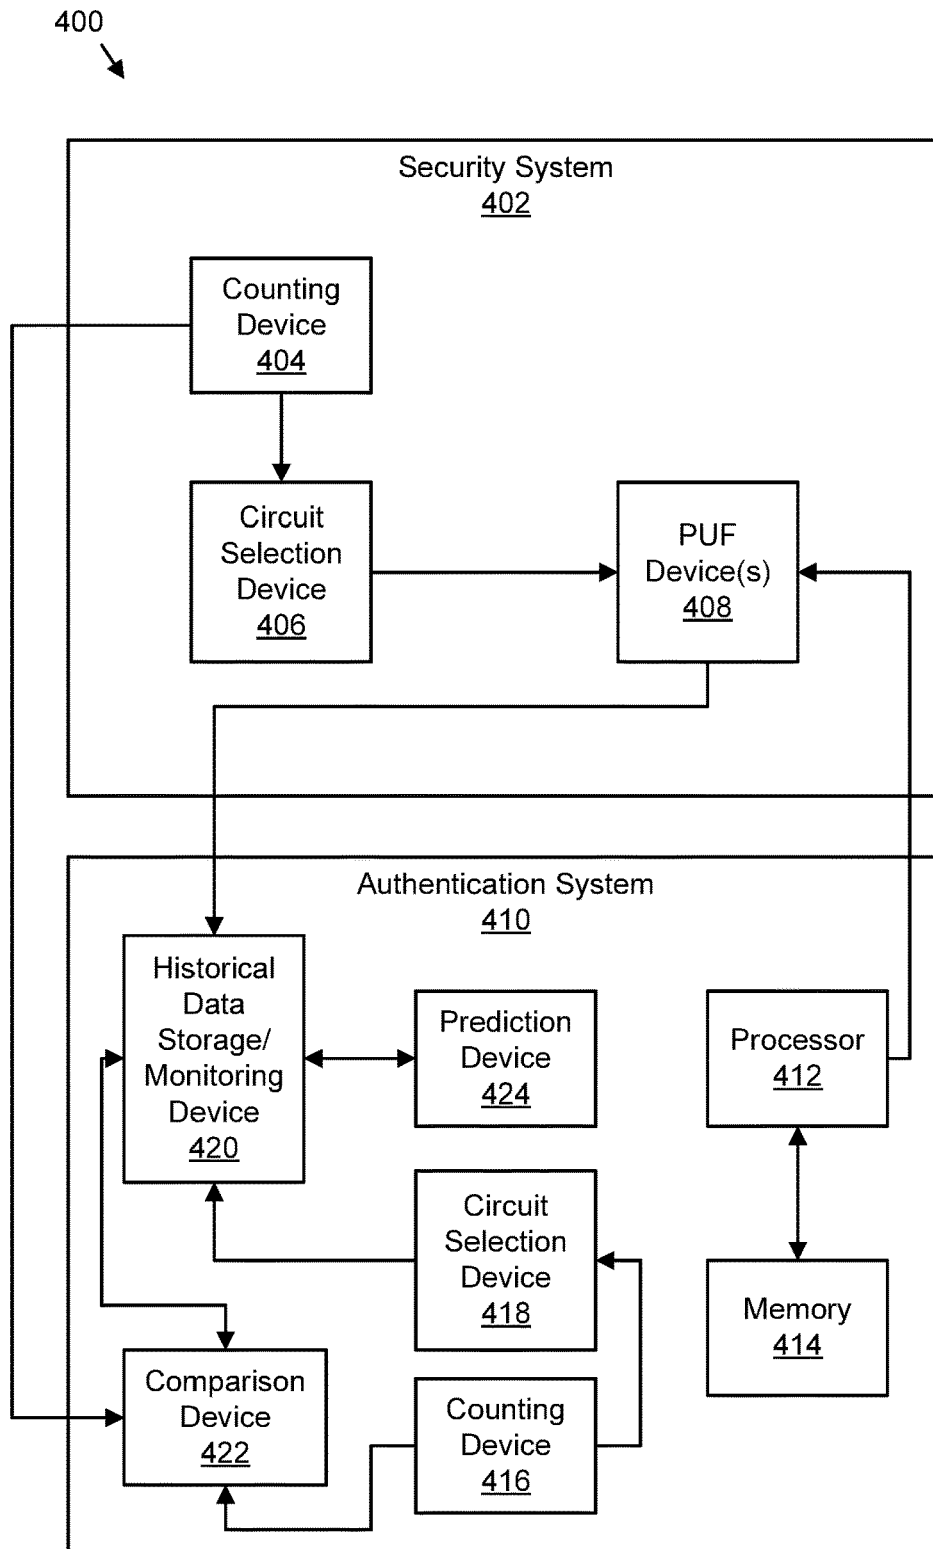 400
Security System
402
Counting
Device
404
Circuit
Selection
Device
406
PUF
Device(s)
408
Authentication System
410
Historical
Data
Storage/
Monitoring
Device
420
Prediction
Device
424
Processor
412
Circuit
Selection
Device
418
Memory
414
Comparison
Device
422
Counting
Device
416